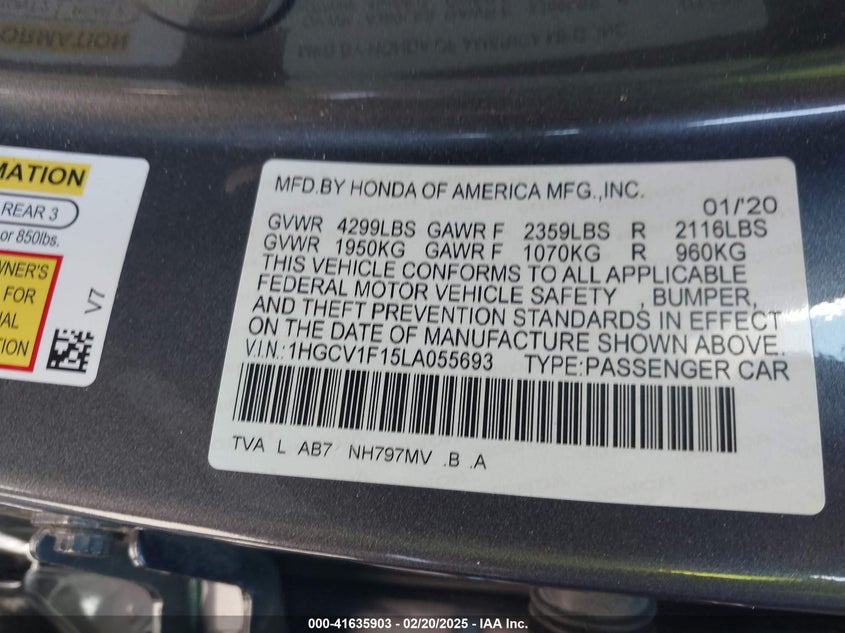 MATION
REAR 3
or 850lbs.
WNER'S
FOR
TION
V7
MFD.BY HONDA OF AMERICA MFG.,INC.
01/'20
GVWR 4299LBS GAWR F 2359LBS R 2116LBS
GVWR 1950KG GAWR F 1070KG R 960KG
THIS VEHICLE CONFORMS TO ALL APPLICABLE
FEDERAL MOTOR VEHICLE SAFETY , BUMPER,
AND THEFT PREVENTION STANDARDS IN EFFECT
ON THE DATE OF MANUFACTURE SHOWN ABOVE.
V.I.N.: 1HGCV1F15LA055693 TYPE:PASSENGER CAR
TVA L AB7 NH797MV .B .A
000-41635903 - 02/20/2025 - IAA Inc.